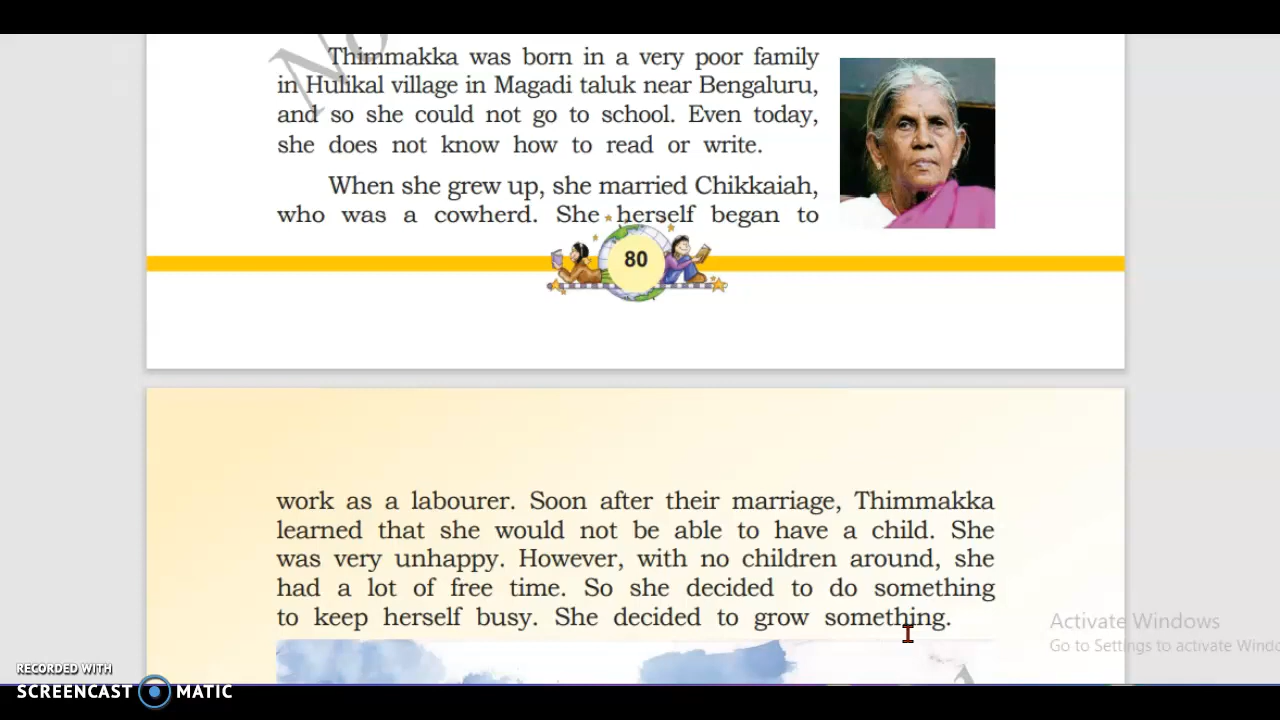 No
Thimmakka was born in a very poor family
in Hulikal village in Magadi taluk near Bengaluru,
and so she could not go to school. Even today,
she does not know how to read or write.
When she grew up, she married Chikkaiah,
who was a cowherd. She herself began to
80
work as a labourer. Soon after their marriage, Thimmakka
learned that she would not be able to have a child. She
was very unhappy. However, with no children around, she
had a lot of free time. So she decided to do something
to keep herself busy. She decided to grow something.
Activate Windows
Go to Settings to activate Windo
RECORDED WITH
SCREENCAST MATIC